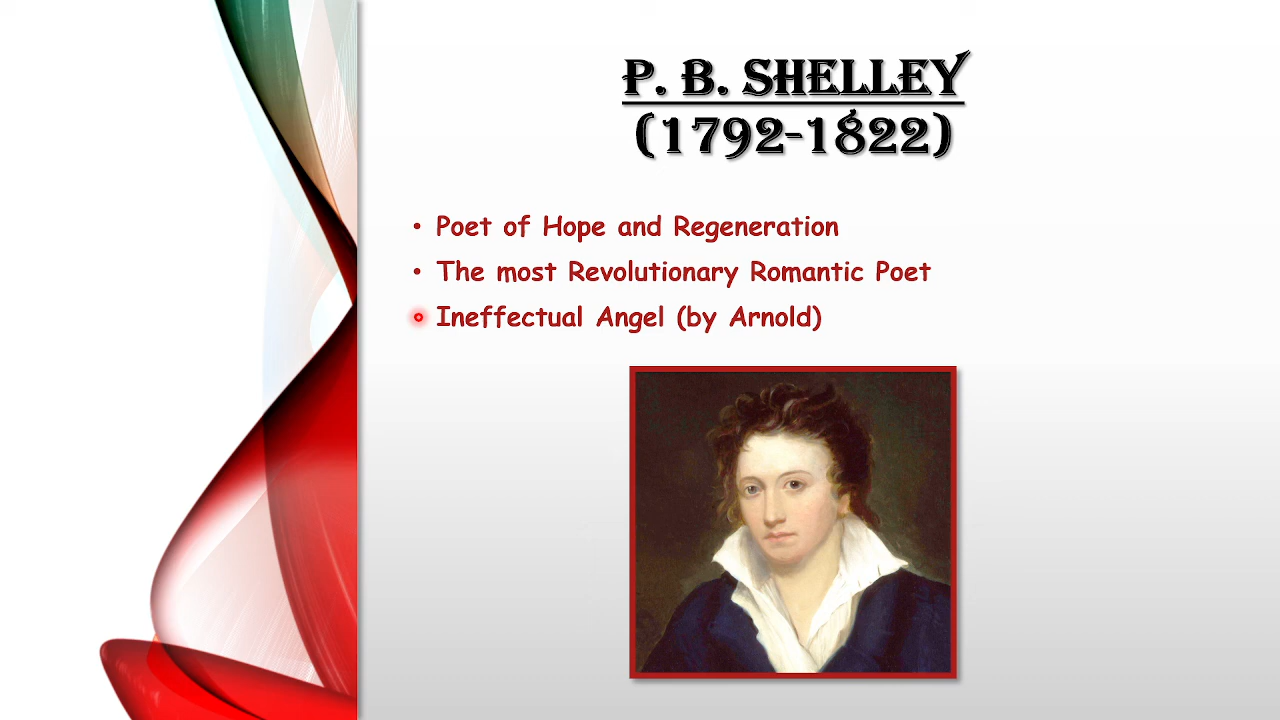 P. B. SHELLEY
(1792-1822)
• Poet of Hope and Regeneration
• The most Revolutionary Romantic Poet
• Ineffectual Angel (by Arnold)